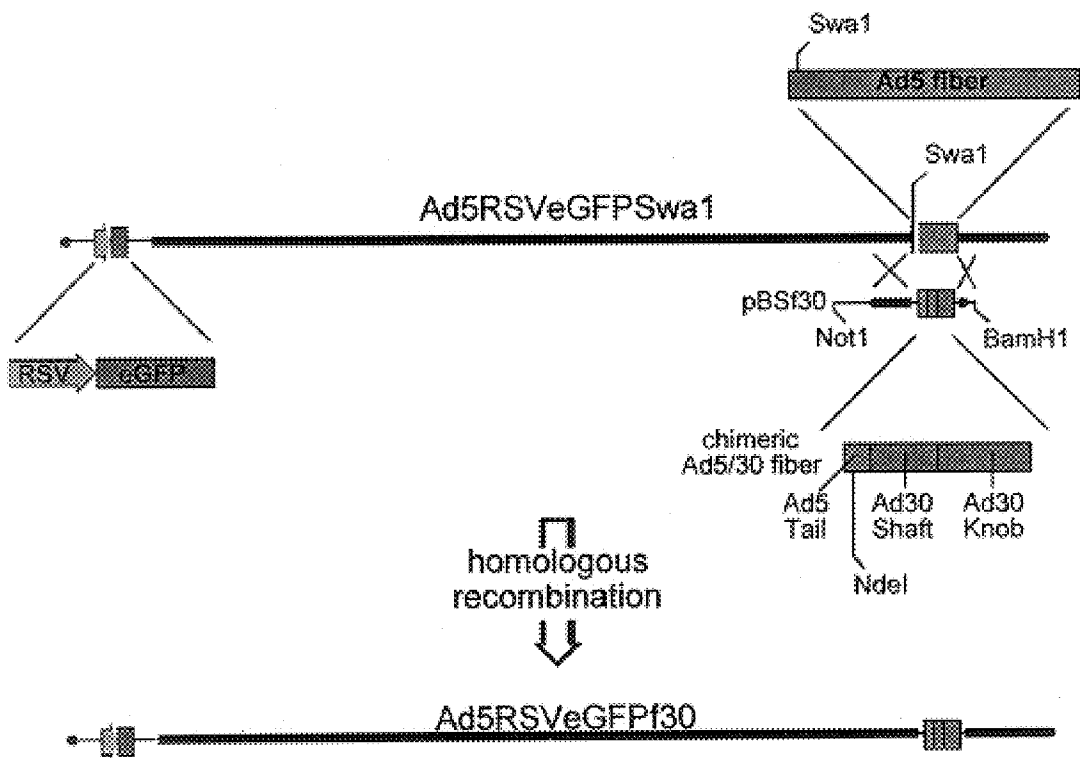 Swa1
Ad5 fiber
Swa1
Ad5RSVeGFPSwa1
pBSf30
Not1
BamH1
RSV
eGFP
chimeric
Ad5/30 fiber
Ad5
Tail
Ad30
Shaft
Ad30
Knob
NdeI
homologous
recombination
Ad5RSVeGFPf30